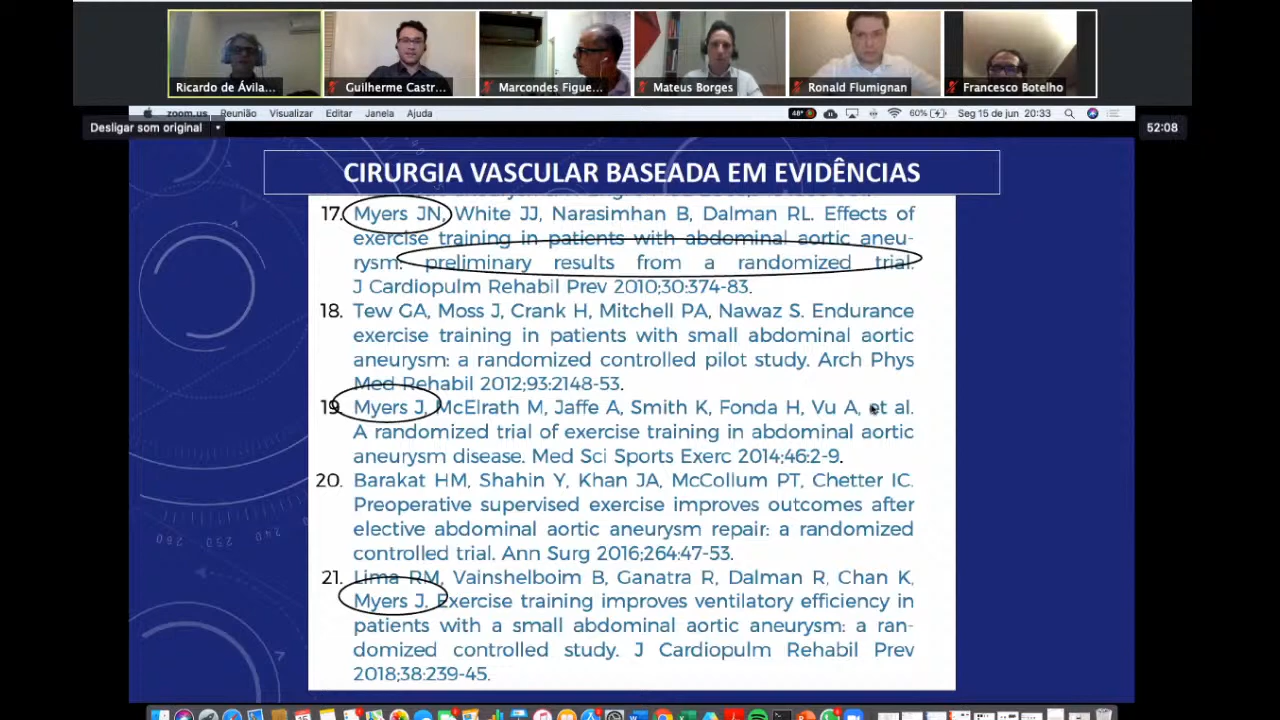 Ricardo de Ávila...
Guilherme Castr...
Marcondes Figue...
Mateus Borges
Ronald Flumignan
Francesco Botelho
zoom.us Reunião Visualizar Editar Janela Ajuda
48° 60% Seg 15 de jun 20:33
Desligar som original
52:08
CIRURGIA VASCULAR BASEADA EM EVIDÊNCIAS
17. Myers JN, White JJ, Narasimhan B, Dalman RL. Effects of
exercise training in patients with abdominal aortic aneu-
rysm: preliminary results from a randomized trial.
J Cardiopulm Rehabil Prev 2010;30:374-83.
18. Tew GA, Moss J, Crank H, Mitchell PA, Nawaz S. Endurance
exercise training in patients with small abdominal aortic
aneurysm: a randomized controlled pilot study. Arch Phys
Med Rehabil 2012;93:2148-53.
19. Myers J, McElrath M, Jaffe A, Smith K, Fonda H, Vu A, et al.
A randomized trial of exercise training in abdominal aortic
aneurysm disease. Med Sci Sports Exerc 2014;46:2-9.
20. Barakat HM, Shahin Y, Khan JA, McCollum PT, Chetter IC.
Preoperative supervised exercise improves outcomes after
elective abdominal aortic aneurysm repair: a randomized
controlled trial. Ann Surg 2016;264:47-53.
21. Lima RM, Vainshelboim B, Ganatra R, Dalman R, Chan K,
Myers J. Exercise training improves ventilatory efficiency in
patients with a small abdominal aortic aneurysm: a ran-
domized controlled study. J Cardiopulm Rehabil Prev
2018;38:239-45.
260 250 240